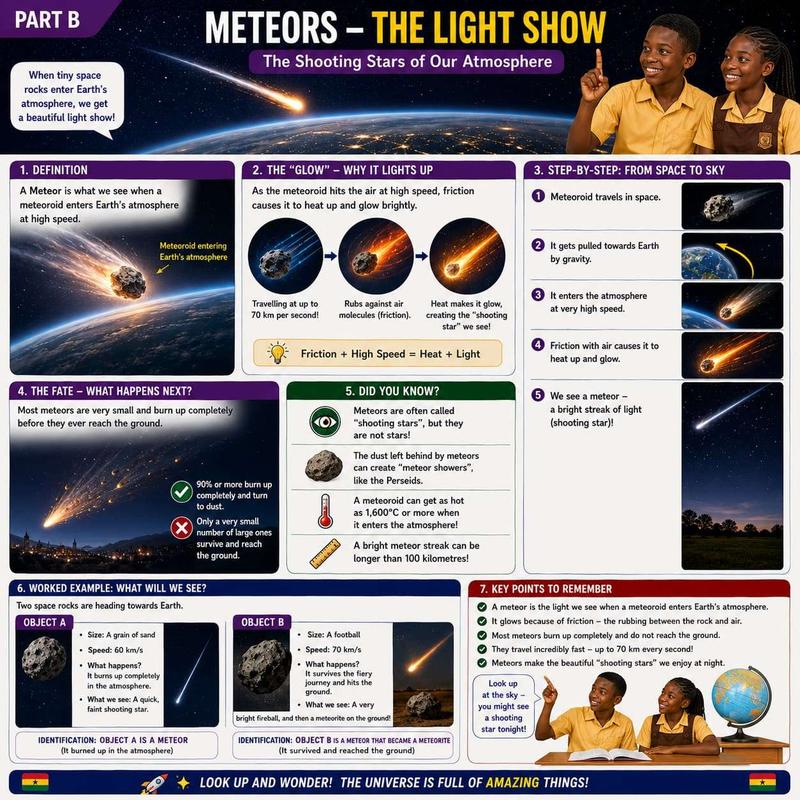 PART B
METEORS – THE LIGHT SHOW
The Shooting Stars of Our Atmosphere
When tiny space
rocks enter Earth's
atmosphere, we get
a beautiful light show!
1. DEFINITION
A Meteor is what we see when a
meteoroid enters Earth's atmosphere
at high speed.
Meteoroid entering
Earth's atmosphere
2. THE "GLOW" – WHY IT LIGHTS UP
As the meteoroid hits the air at high speed, friction
causes it to heat up and glow brightly.
Travelling at up to
70 km per second!
Rubs against air
molecules (friction).
Heat makes it glow,
creating the "shooting
star" we see!
Friction + High Speed = Heat + Light
3. STEP-BY-STEP: FROM SPACE TO SKY
1 Meteoroid travels in space.
2 It gets pulled towards Earth
by gravity.
3 It enters the atmosphere
at very high speed.
4 Friction with air causes it to
heat up and glow.
5 We see a meteor –
a bright streak of light
(shooting star)!
4. THE FATE – WHAT HAPPENS NEXT?
Most meteors are very small and burn up completely
before they ever reach the ground.
90% or more burn up
completely and turn
to dust.
Only a very small
number of large ones
survive and reach
the ground.
5. DID YOU KNOW?
Meteors are often called
"shooting stars", but they
are not stars!
The dust left behind by meteors
can create "meteor showers",
like the Perseids.
A meteoroid can get as hot
as 1,600°C or more when
it enters the atmosphere!
A bright meteor streak can be
longer than 100 kilometres!
6. WORKED EXAMPLE: WHAT WILL WE SEE?
Two space rocks are heading towards Earth.
OBJECT A
• Size: A grain of sand
• Speed: 60 km/s
• What happens?
It burns up completely
in the atmosphere.
• What we see: A quick,
faint shooting star.
IDENTIFICATION: OBJECT A IS A METEOR
(It burned up in the atmosphere)
OBJECT B
• Size: A football
• Speed: 70 km/s
• What happens?
It survives the fiery
journey and hits the
ground.
• What we see: A very
bright fireball, and then a meteorite on the ground!
IDENTIFICATION: OBJECT B IS A METEOR THAT BECAME A METEORITE
(It survived and reached the ground)
7. KEY POINTS TO REMEMBER
A meteor is the light we see when a meteoroid enters Earth's atmosphere.
It glows because of friction – the rubbing between the rock and air.
Most meteors burn up completely and do not reach the ground.
They travel incredibly fast – up to 70 km every second!
Meteors make the beautiful "shooting stars" we enjoy at night.
Look up
at the sky –
you might see
a shooting
star tonight!
LOOK UP AND WONDER! THE UNIVERSE IS FULL OF AMAZING THINGS!